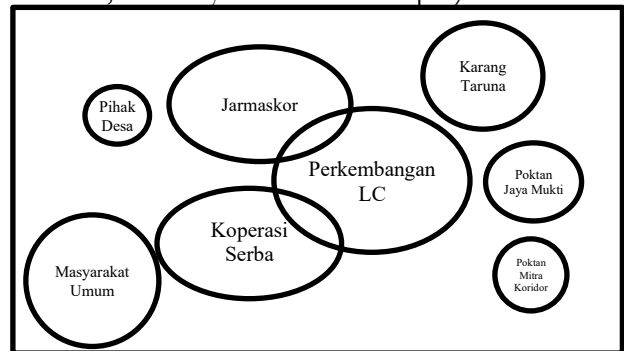 Karang
Taruna
Pihak
Desa
Jarmaskor
Perkembangan
LC
Poktan
Jaya Mukti
Koperasi
Serba
Masyarakat
Umum
Poktan
Mitra
Koridor